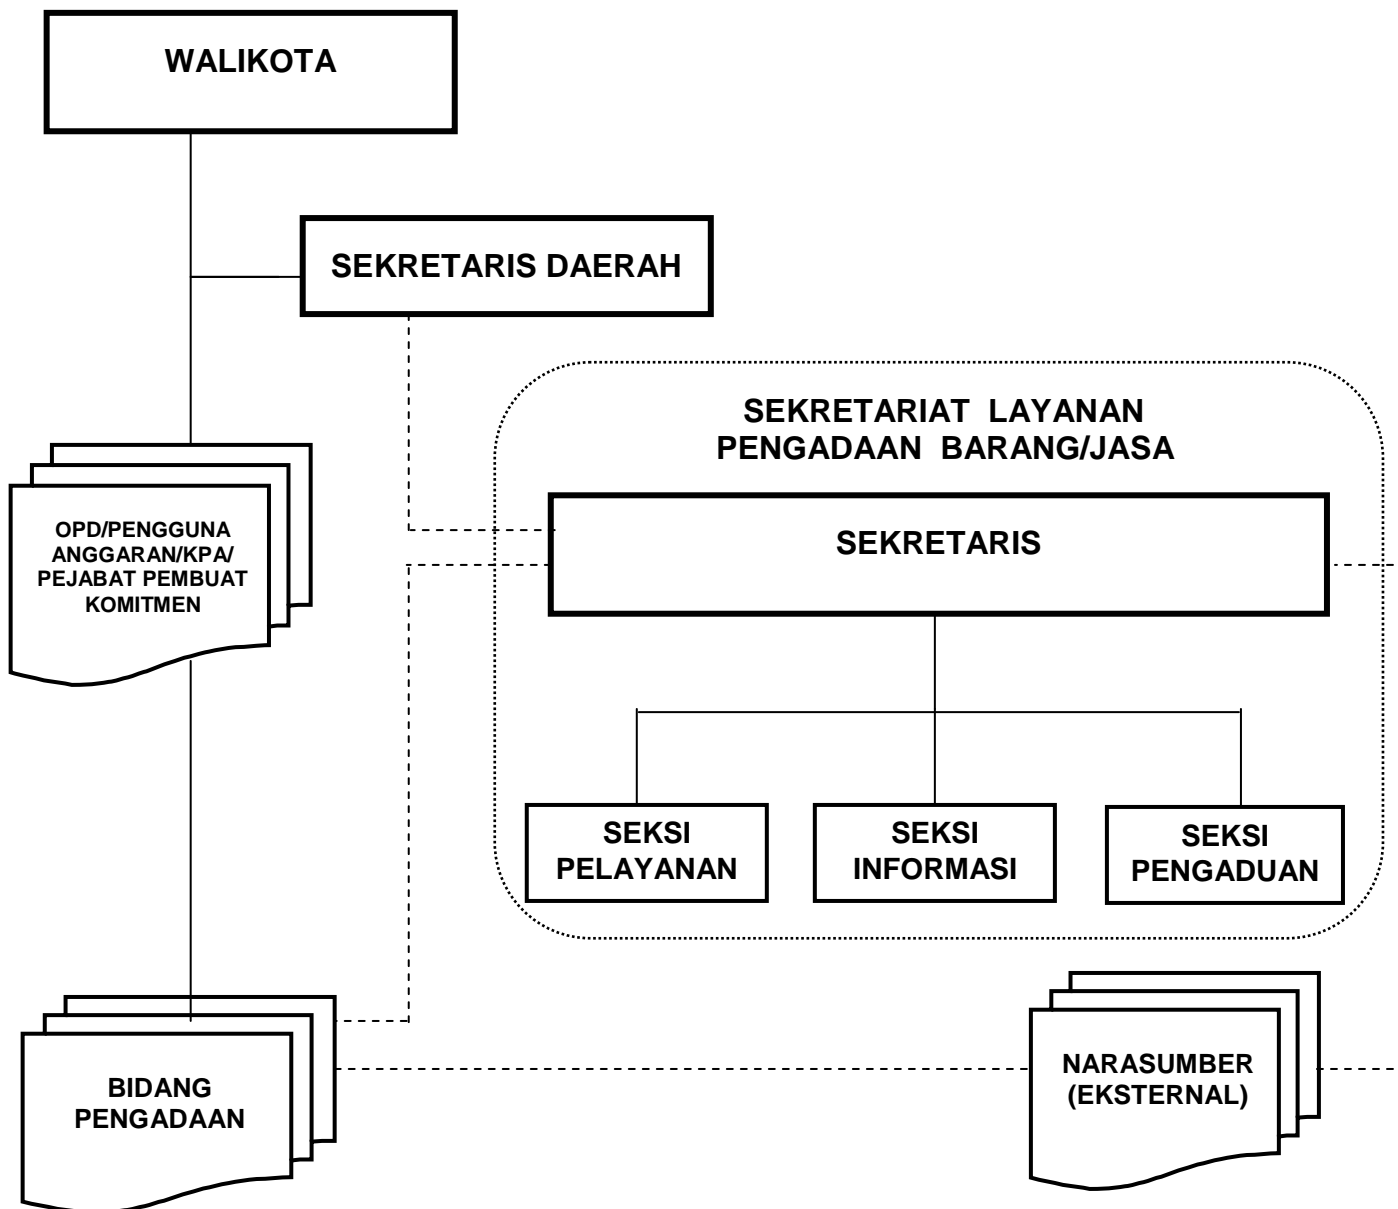 WALIKOTA
SEKRETARIS DAERAH
SEKRETARIAT LAYANAN
PENGADAAN BARANG/JASA
OPD/PENGGUNA
ANGGARAN/KPA/
PEJABAT PEMBUAT
KOMITMEN
SEKRETARIS
SEKSI
PELAYANAN
SEKSI
INFORMASI
SEKSI
PENGADUAN
BIDANG
PENGADAAN
NARASUMBER
(EKSTERNAL)